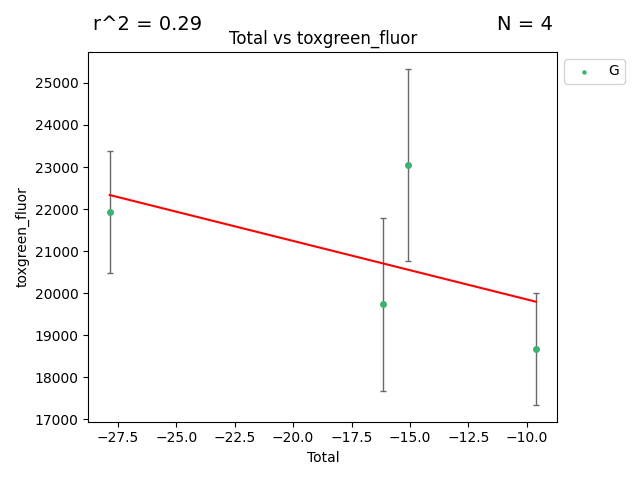 r^2 = 0.29
N = 4
Total vs toxgreen_fluor
G
25000
24000
23000
22000
21000
20000
19000
18000
17000
toxgreen_fluor
−27.5 −25.0 −22.5 −20.0 −17.5 −15.0 −12.5 −10.0
Total